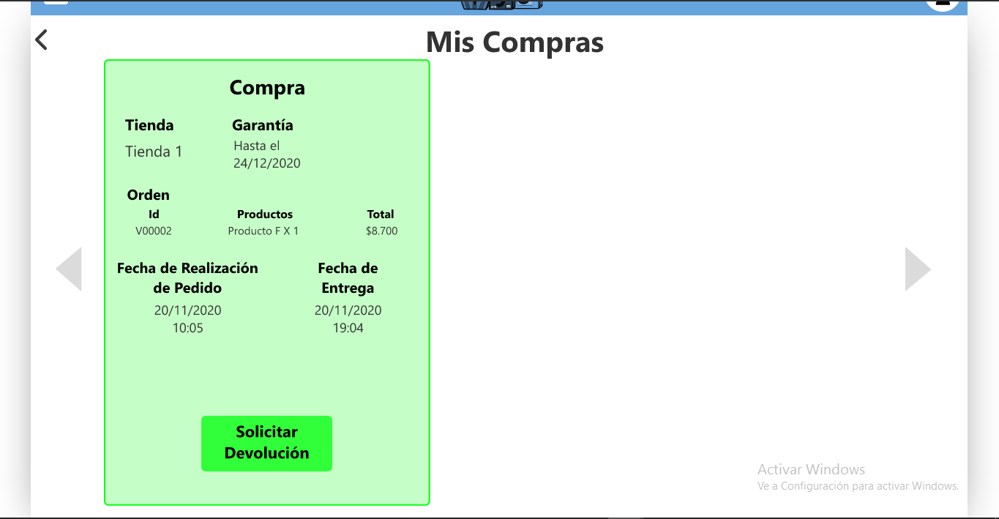 Mis Compras
Compra
Tienda Garantía
Tienda 1 Hasta el
24/12/2020
Orden
Id Productos Total
V00002 Producto F X 1 $8.700
Fecha de Realización
de Pedido
20/11/2020
10:05
Fecha de
Entrega
20/11/2020
19:04
Solicitar
Devolución
Activar Windows
Ve a Configuración para activar Windows.